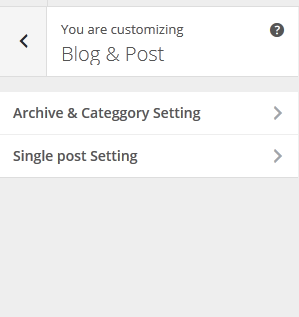 You are customizing
Blog & Post
?
Archive & Categgory Setting
Single post Setting